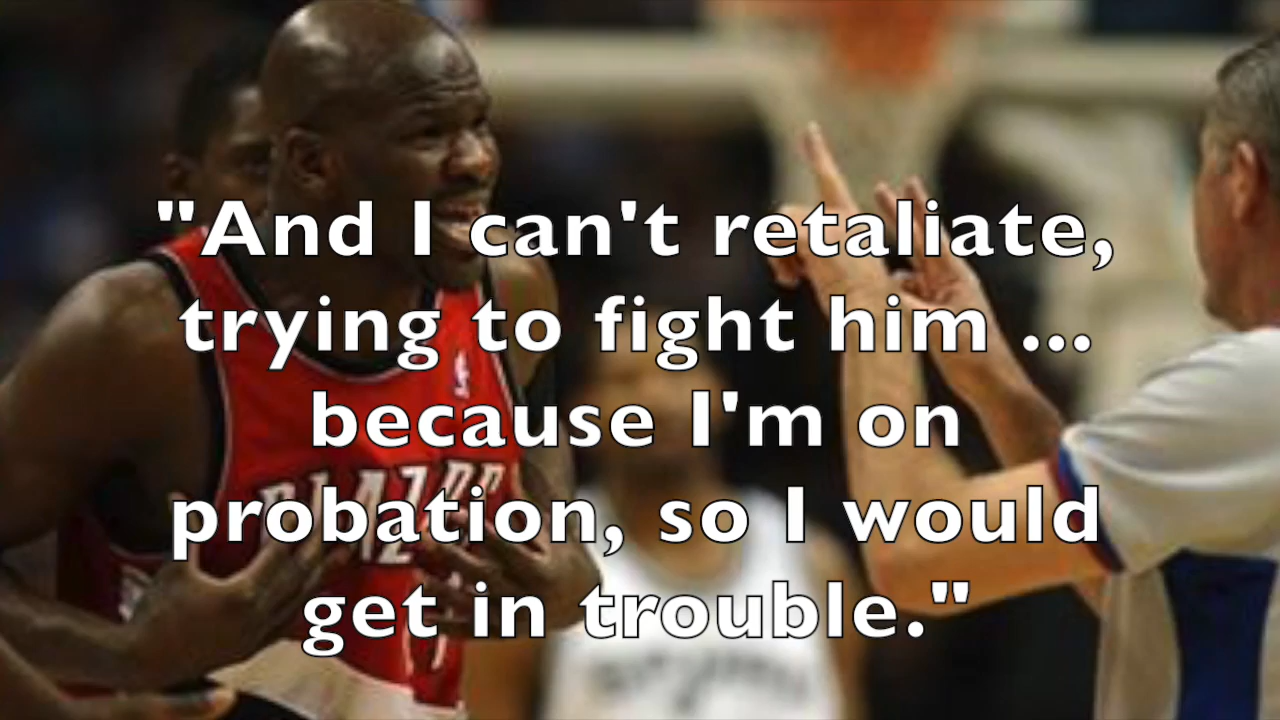 "And I can't retaliate,
trying to fight him ...
because I'm on
probation, so I would
get in trouble."